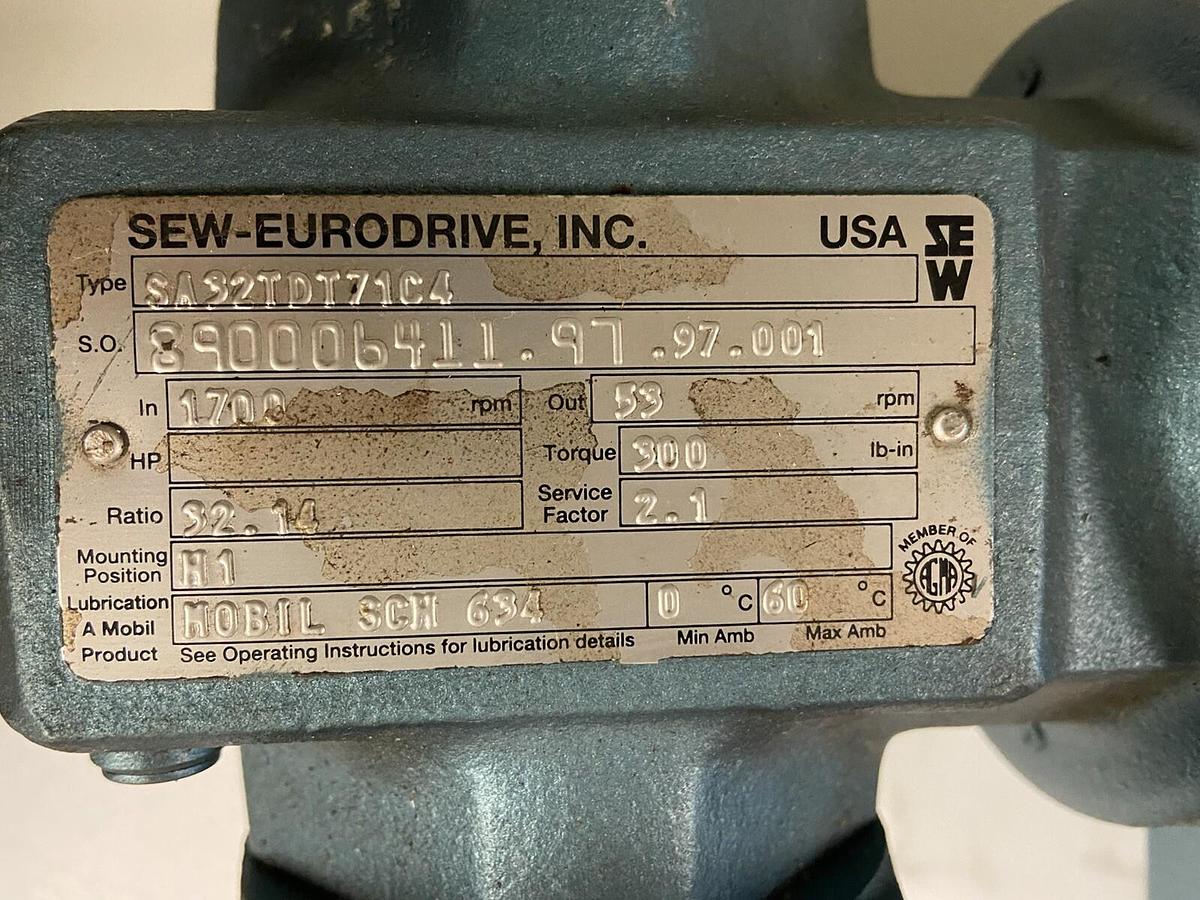 SEW-EURODRIVE, INC. USA SEW
Type SA32TDT71C4
S.O. 890006411.97.97.001
In 1700 rpm Out 53 rpm
HP Torque 300 lb-in
Ratio 32.14 Service Factor 2.1
Mounting Position H1
Lubrication MOBIL SCH 634 0 °C 60 °C
A Mobil Product See Operating Instructions for lubrication details Min Amb Max Amb
MEMBER OF
AGMA